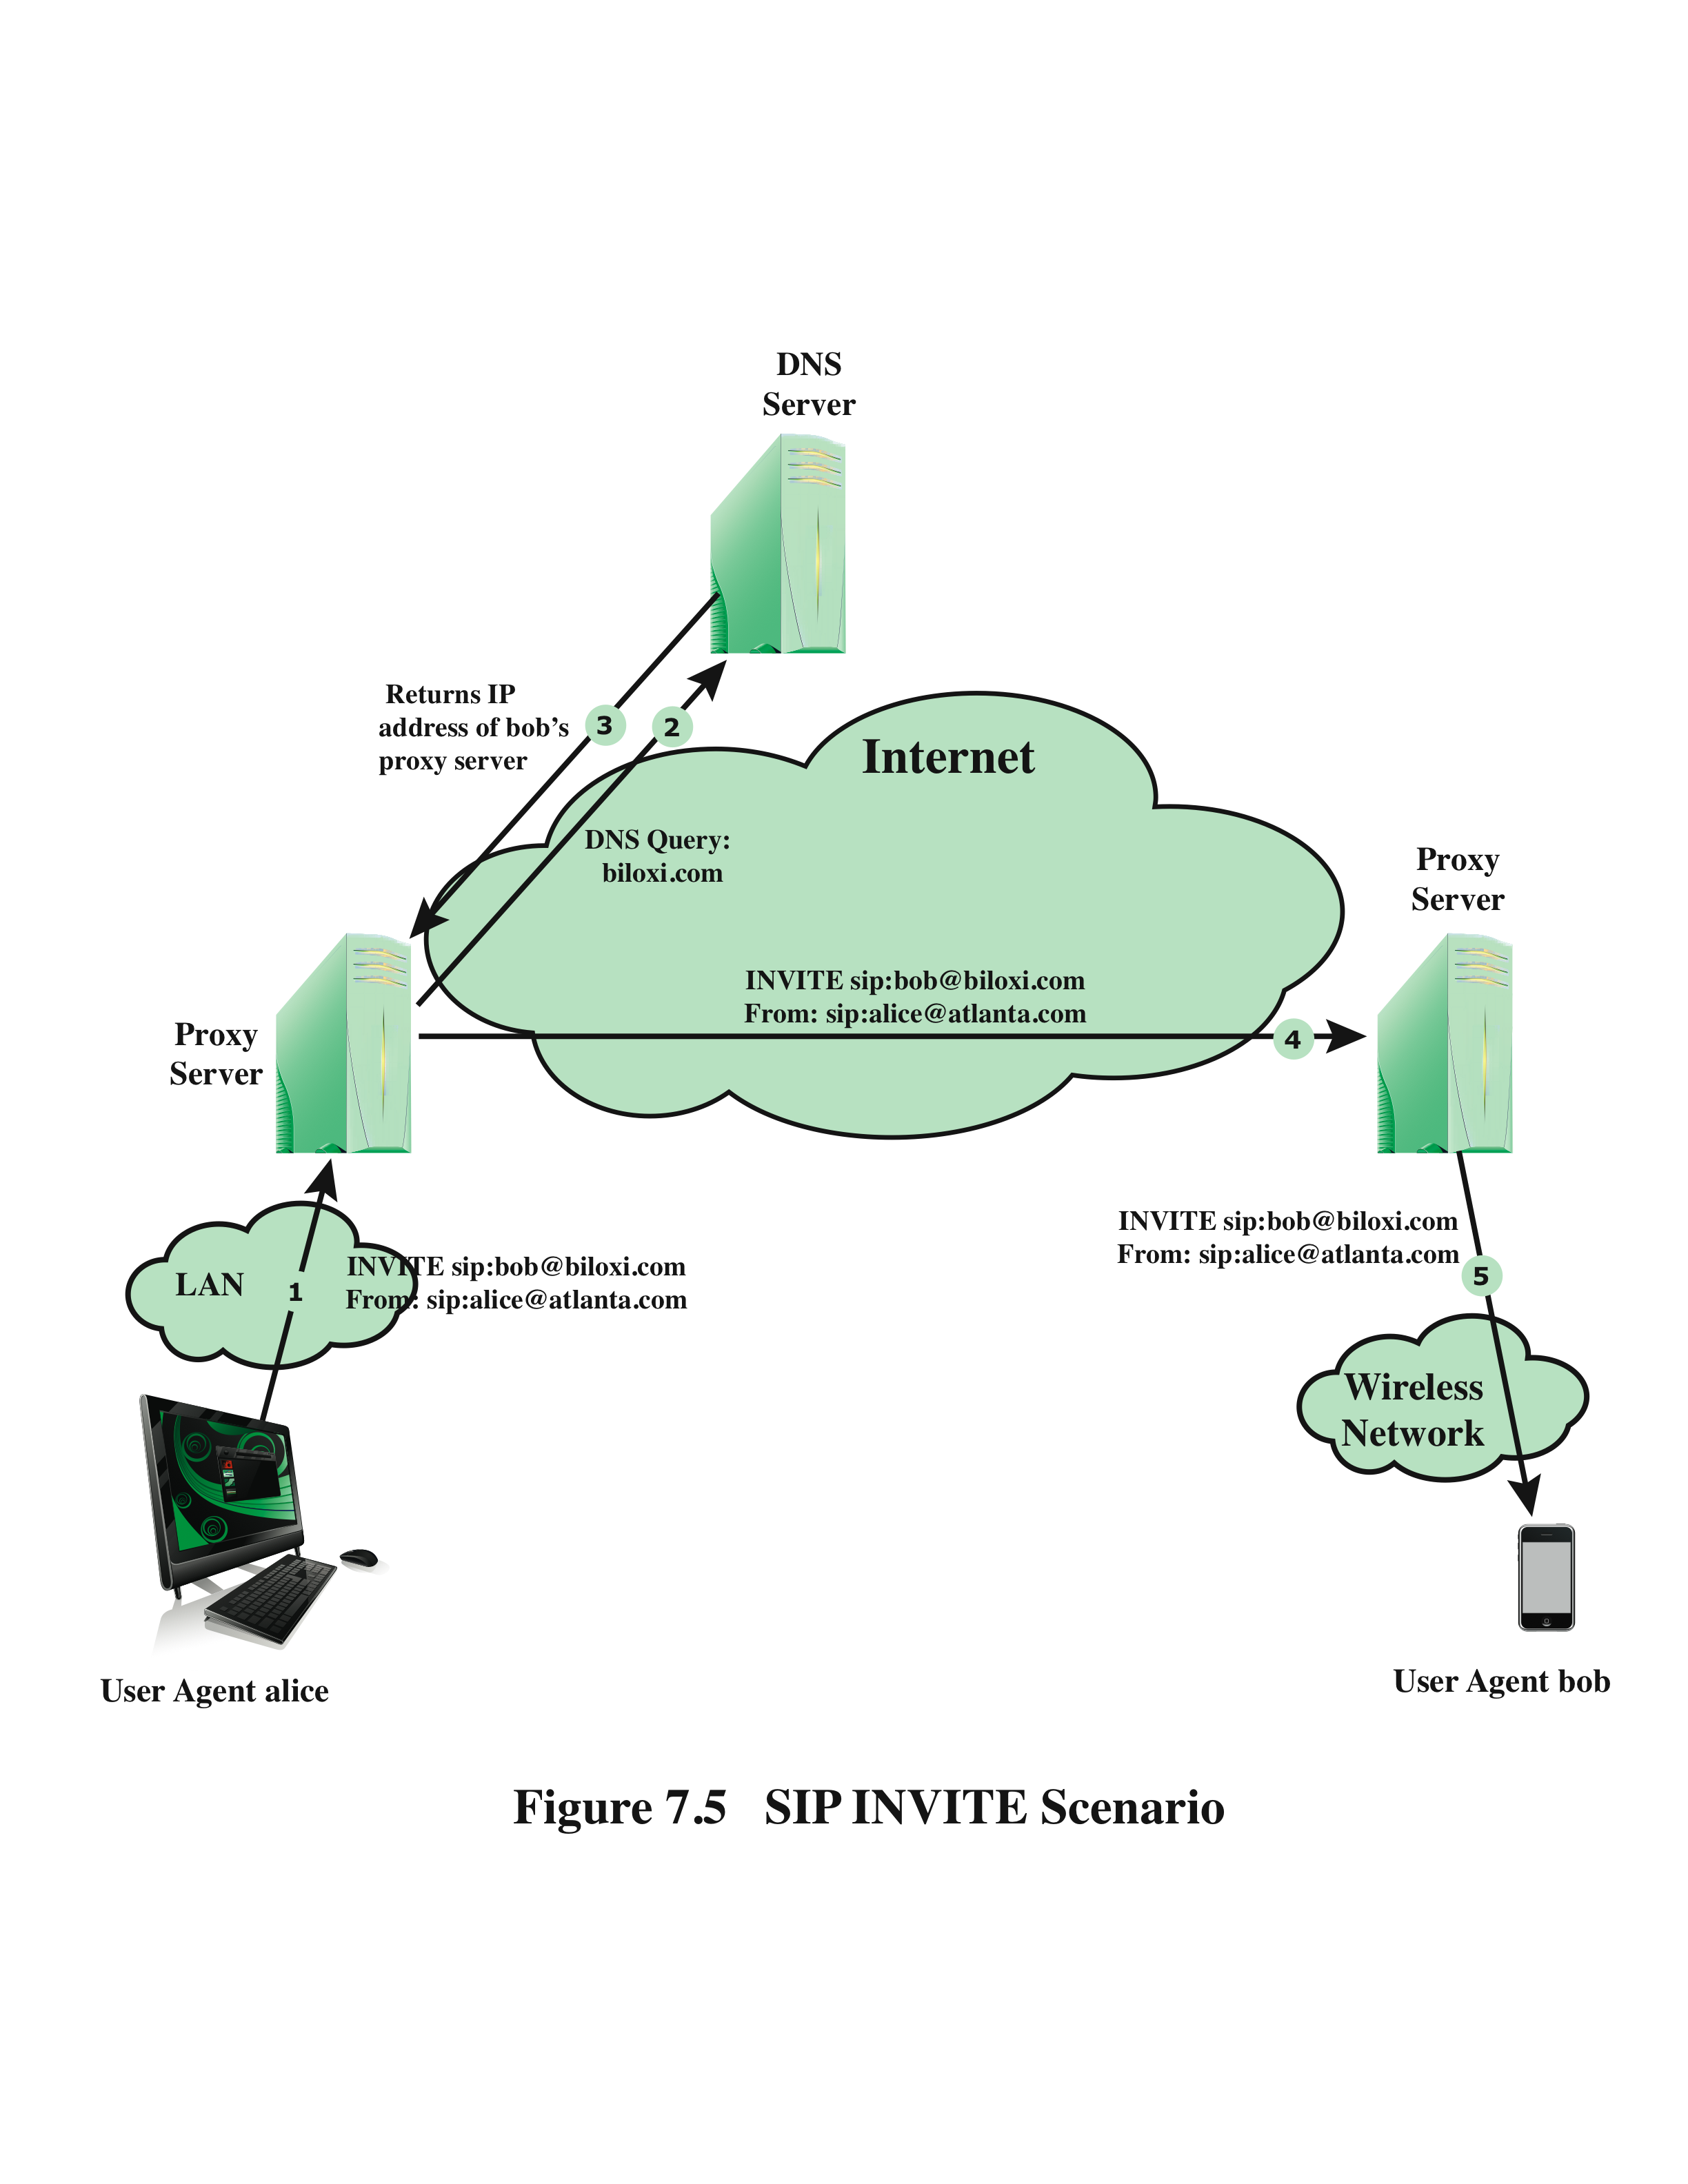 DNS
Server
Returns IP
address of bob's
proxy server
3
2
Internet
DNS Query:
biloxi.com
Proxy
Server
INVITE sip:bob@biloxi.com
From: sip:alice@atlanta.com
4
Proxy
Server
LAN
1
INVITE sip:bob@biloxi.com
From: sip:alice@atlanta.com
INVITE sip:bob@biloxi.com
From: sip:alice@atlanta.com
5
Wireless
Network
User Agent alice
User Agent bob
Figure 7.5 SIP INVITE Scenario